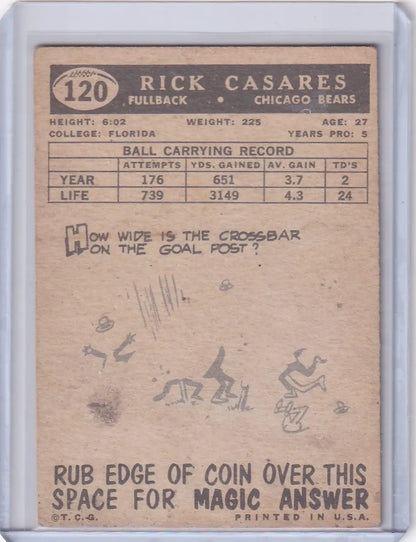 120
RICK CASARES
FULLBACK • CHICAGO BEARS
HEIGHT: 6:02 WEIGHT: 225 AGE: 27
COLLEGE: FLORIDA YEARS PRO: 5
BALL CARRYING RECORD
ATTEMPTS YDS. GAINED AV. GAIN TD'S
YEAR 176 651 3.7 2
LIFE 739 3149 4.3 24
HOW WIDE IS THE CROSSBAR
ON THE GOAL POST?
RUB EDGE OF COIN OVER THIS
SPACE FOR MAGIC ANSWER
©T.C.G. PRINTED IN U.S.A.